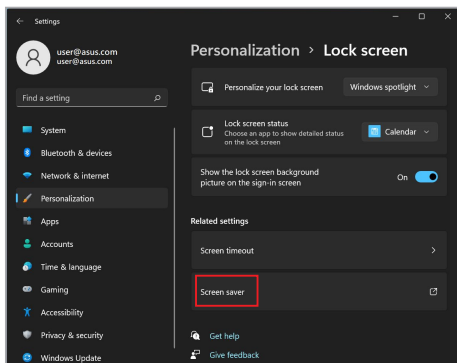 Settings
user@asus.com
user@asus.com
Find a setting
System
Bluetooth & devices
Network & internet
Personalization
Apps
Accounts
Time & language
Gaming
Accessibility
Privacy & security
Windows Update
Personalization > Lock screen
Personalize your lock screen
Windows spotlight
Lock screen status
Choose an app to show detailed status
on the lock screen
Calendar
Show the lock screen background
picture on the sign-in screen
On
Related settings
Screen timeout
Screen saver
Get help
Give feedback